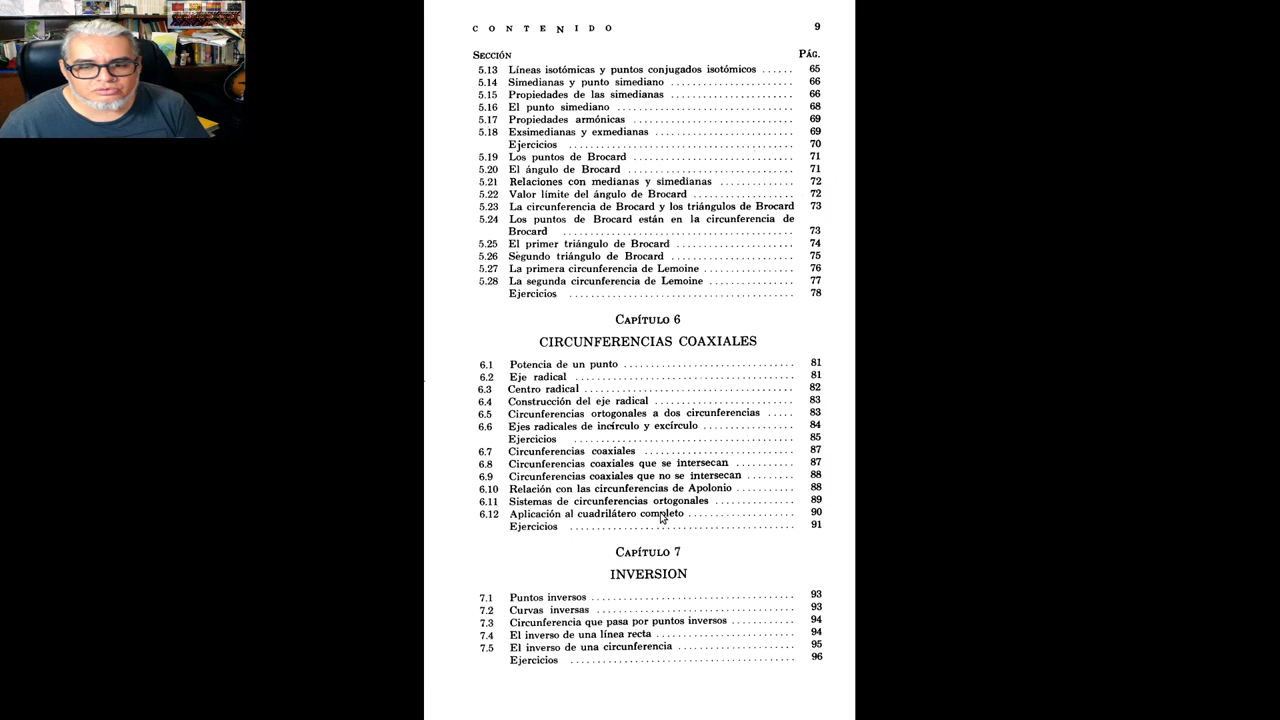 CONTENIDO 9
SECCIÓN PÁG.
5.13 Líneas isotómicas y puntos conjugados isotómicos ...... 65
5.14 Simedianas y punto simediano .................... 66
5.15 Propiedades de las simedianas ..................... 66
5.16 El punto simediano ............................. 68
5.17 Propiedades armónicas ........................... 69
5.18 Exsimedianas y exmedianas ....................... 69
Ejercicios ..................................... 70
5.19 Los puntos de Brocard ........................... 71
5.20 El ángulo de Brocard ............................ 71
5.21 Relaciones con medianas y simedianas ............ 72
5.22 Valor límite del ángulo de Brocard ................. 72
5.23 La circunferencia de Brocard y los triángulos de Brocard 73
5.24 Los puntos de Brocard están en la circunferencia de
Brocard ..................................... 73
5.25 El primer triángulo de Brocard ................... 74
5.26 Segundo triángulo de Brocard ..................... 75
5.27 La primera circunferencia de Lemoine .............. 76
5.28 La segunda circunferencia de Lemoine .............. 77
Ejercicios ..................................... 78
CAPÍTULO 6
CIRCUNFERENCIAS COAXIALES
6.1 Potencia de un punto ............................ 81
6.2 Eje radical .................................... 81
6.3 Centro radical .................................. 82
6.4 Construcción del eje radical ....................... 83
6.5 Circunferencias ortogonales a dos circunferencias ..... 83
6.6 Ejes radicales de incírculo y excírculo ............... 84
Ejercicios .................................... 85
6.7 Circunferencias coaxiales ......................... 87
6.8 Circunferencias coaxiales que se intersecan .......... 87
6.9 Circunferencias coaxiales que no se intersecan ........ 88
6.10 Relación con las circunferencias de Apolonio .......... 88
6.11 Sistemas de circunferencias ortogonales ............. 89
6.12 Aplicación al cuadrilátero completo ................. 90
Ejercicios ..................................... 91
CAPÍTULO 7
INVERSION
7.1 Puntos inversos ................................. 93
7.2 Curvas inversas ................................. 93
7.3 Circunferencia que pasa por puntos inversos ........... 94
7.4 El inverso de una línea recta ....................... 94
7.5 El inverso de una circunferencia ................... 95
Ejercicios ..................................... 96